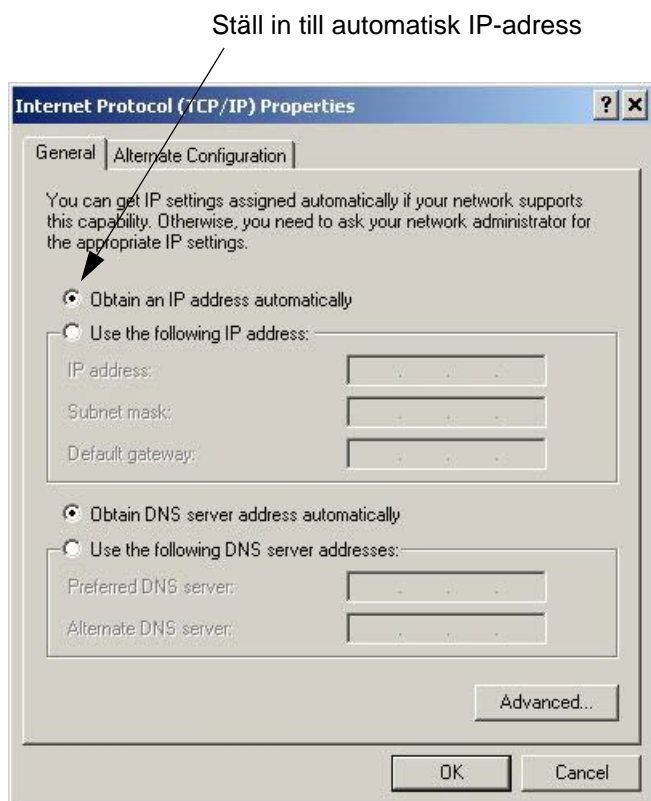 Ställ in till automatisk IP-adress
Internet Protocol (TCP/IP) Properties
General
Alternate Configuration
You can get IP settings assigned automatically if your network supports
this capability. Otherwise, you need to ask your network administrator for
the appropriate IP settings.
Obtain an IP address automatically
Use the following IP address:
IP address:
Subnet mask:
Default gateway:
Obtain DNS server address automatically
Use the following DNS server addresses:
Preferred DNS server:
Alternate DNS server:
Advanced...
OK
Cancel